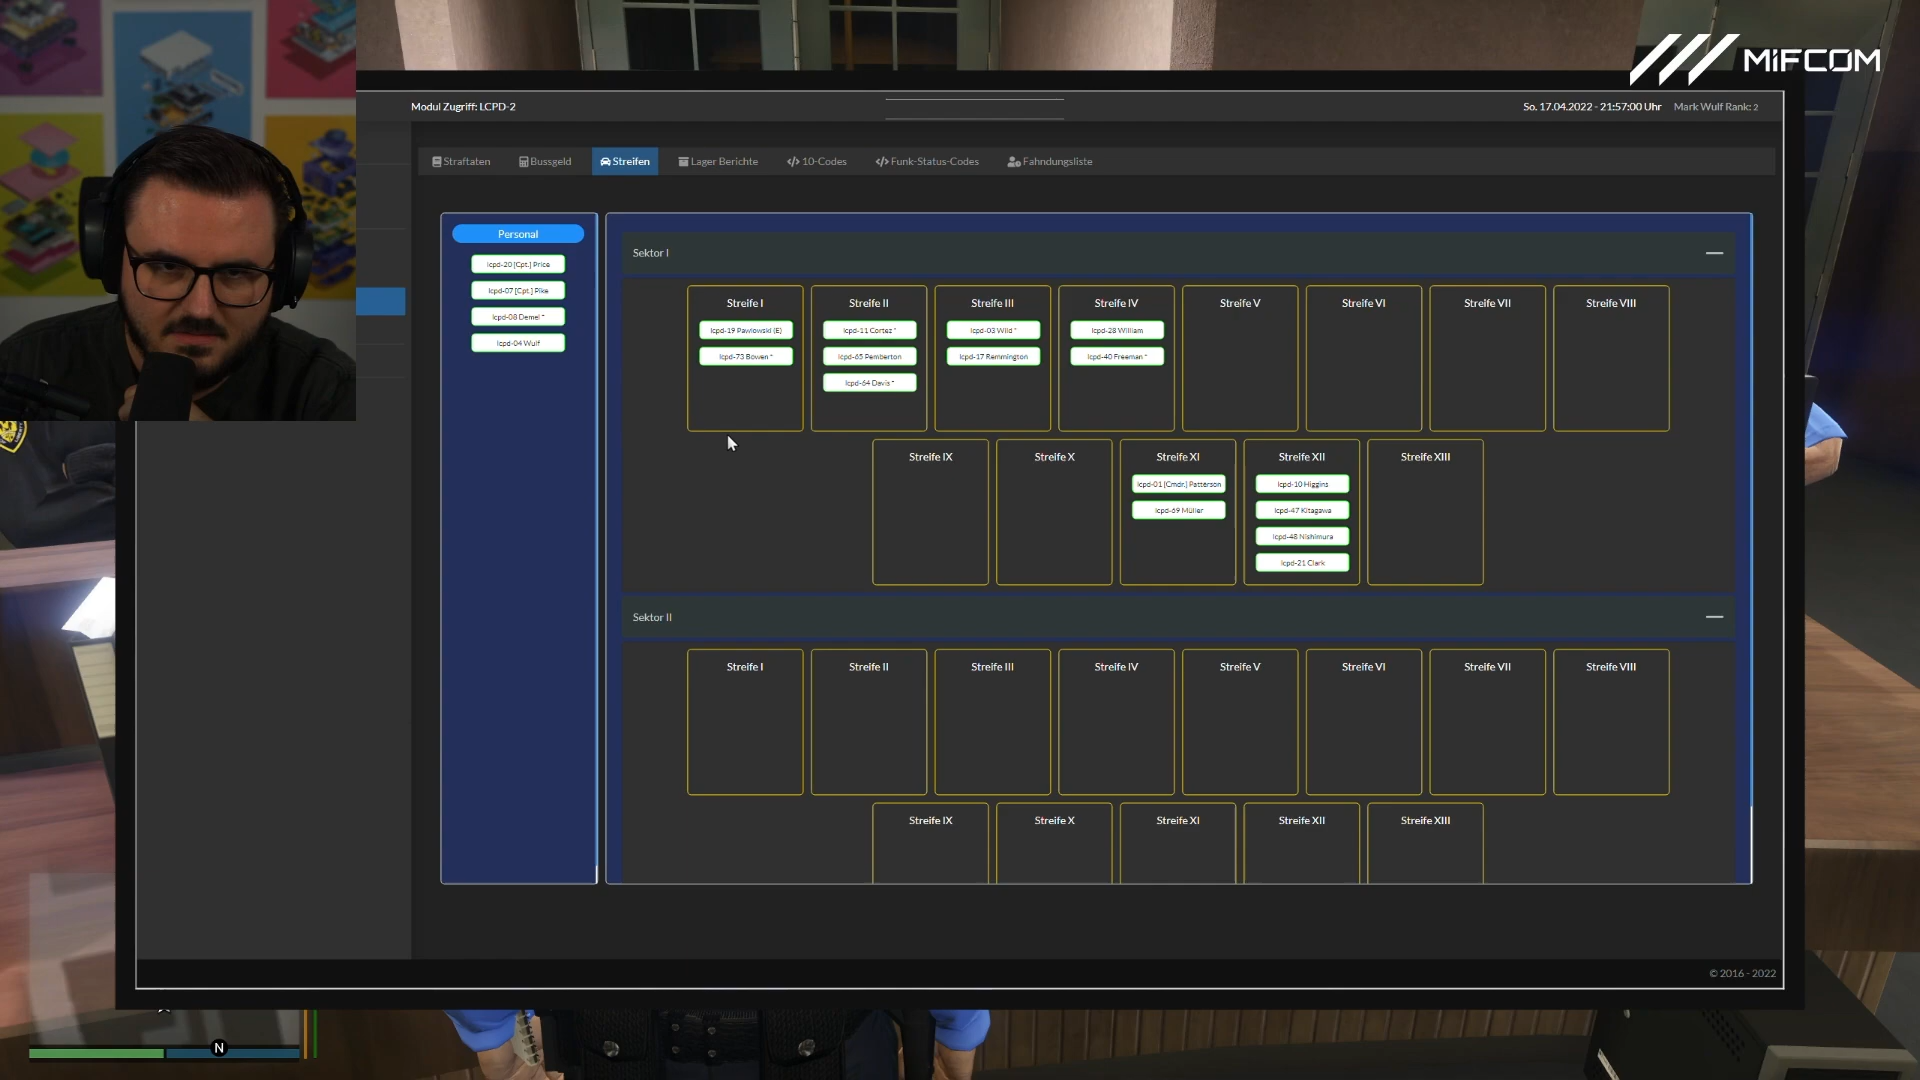 MIFCOM
Modul Zugriff: LCPD-2
So. 17.04.2022 - 21:57:00 Uhr
Mark Wulf Rank: 2
Straftaten
Bussgeld
Streifen
Lager Berichte
10-Codes
Funk-Status-Codes
Fahndungsliste
Personal
lcpd-20 [Cpt.] Price
lcpd-07 [Cpt.] Pike
lcpd-08 Demel *
lcpd-04 Wulf
Sektor I
Streife I
lcpd-19 Pawlowski (E)
lcpd-73 Bowen *
Streife II
lcpd-11 Cortez *
lcpd-65 Pemberton
lcpd-64 Davis *
Streife III
lcpd-03 Wild *
lcpd-17 Remmington
Streife IV
lcpd-28 William
lcpd-40 Freeman *
Streife V
Streife VI
Streife VII
Streife VIII
Streife IX
Streife X
Streife XI
lcpd-01 [Cmdr.] Patterson
lcpd-69 Müller
Streife XII
lcpd-10 Higgins
lcpd-47 Kitagawa
lcpd-48 Nishimura
lcpd-21 Clark
Streife XIII
Sektor II
Streife I
Streife II
Streife III
Streife IV
Streife V
Streife VI
Streife VII
Streife VIII
Streife IX
Streife X
Streife XI
Streife XII
Streife XIII
© 2016 - 2022
N